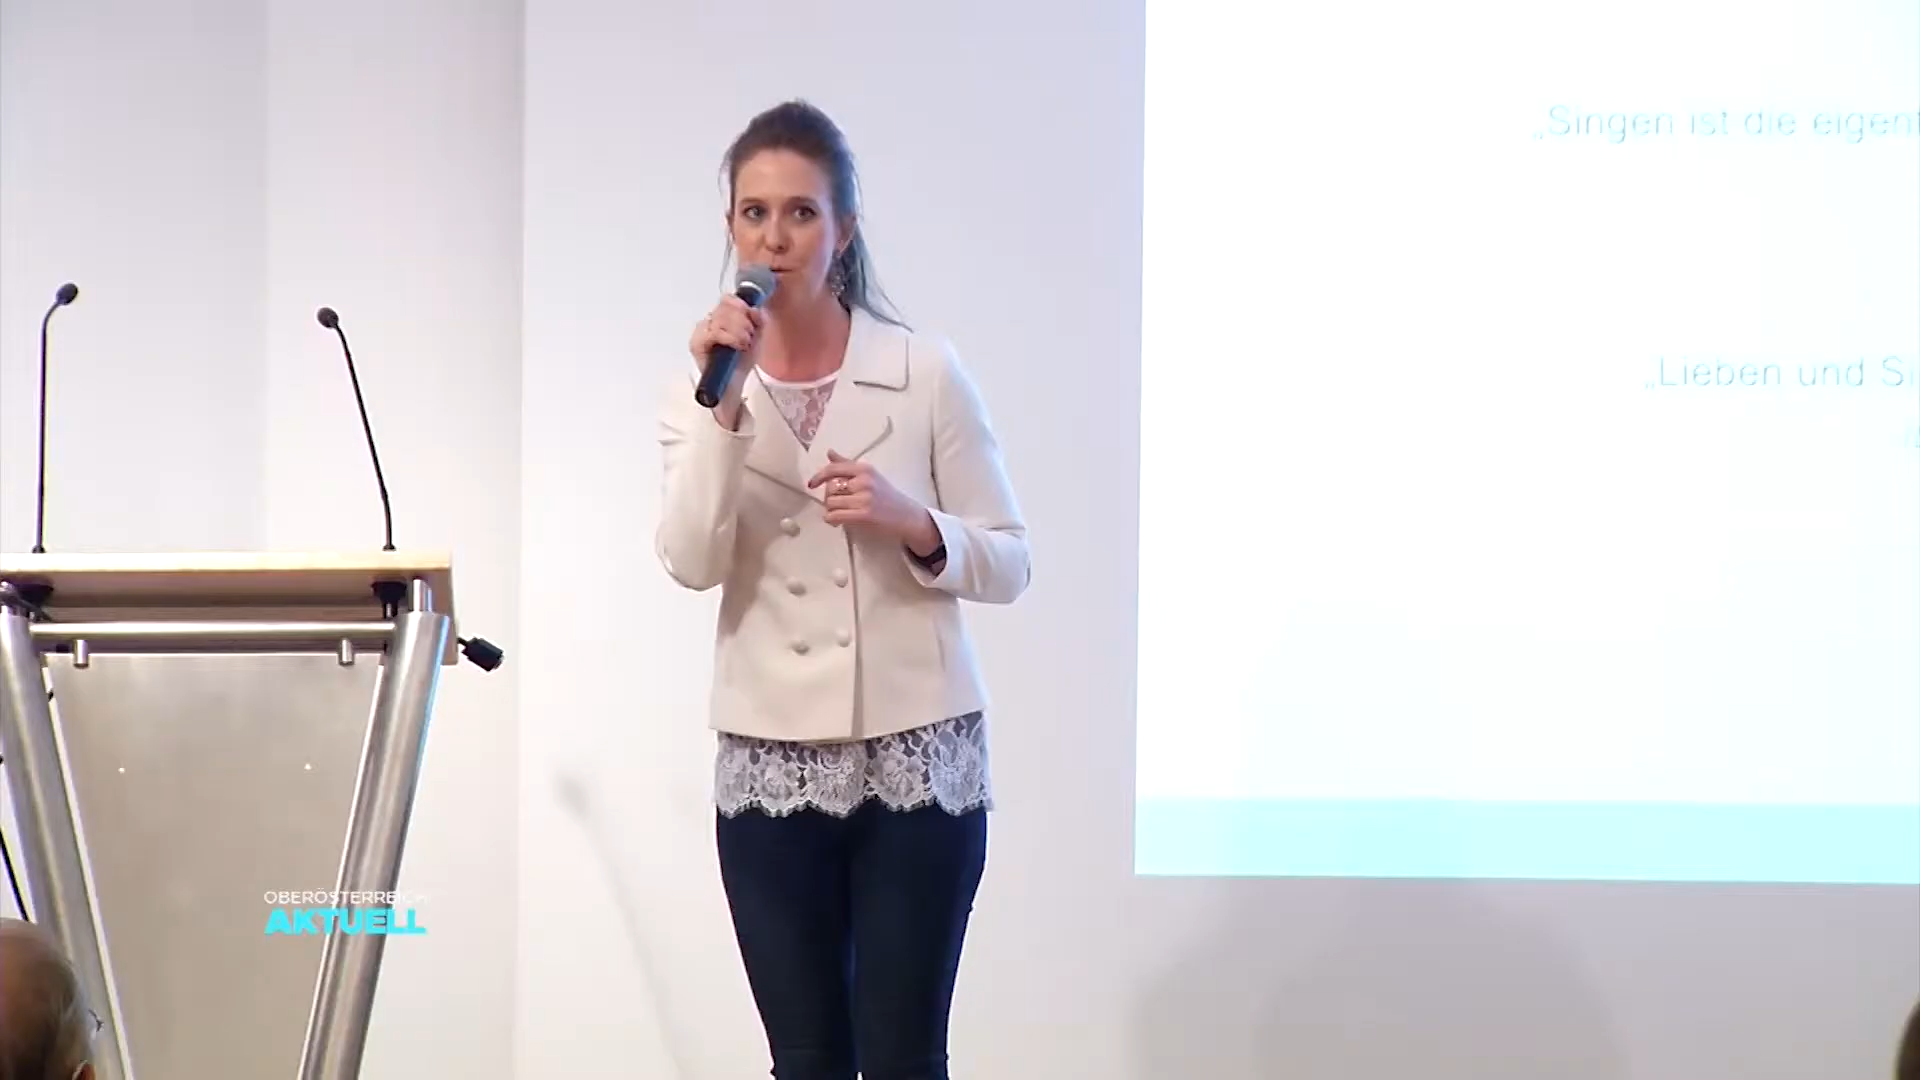 „Singen ist die eigent
„Lieben und Si
OBERÖSTERREICH
AKTUELL